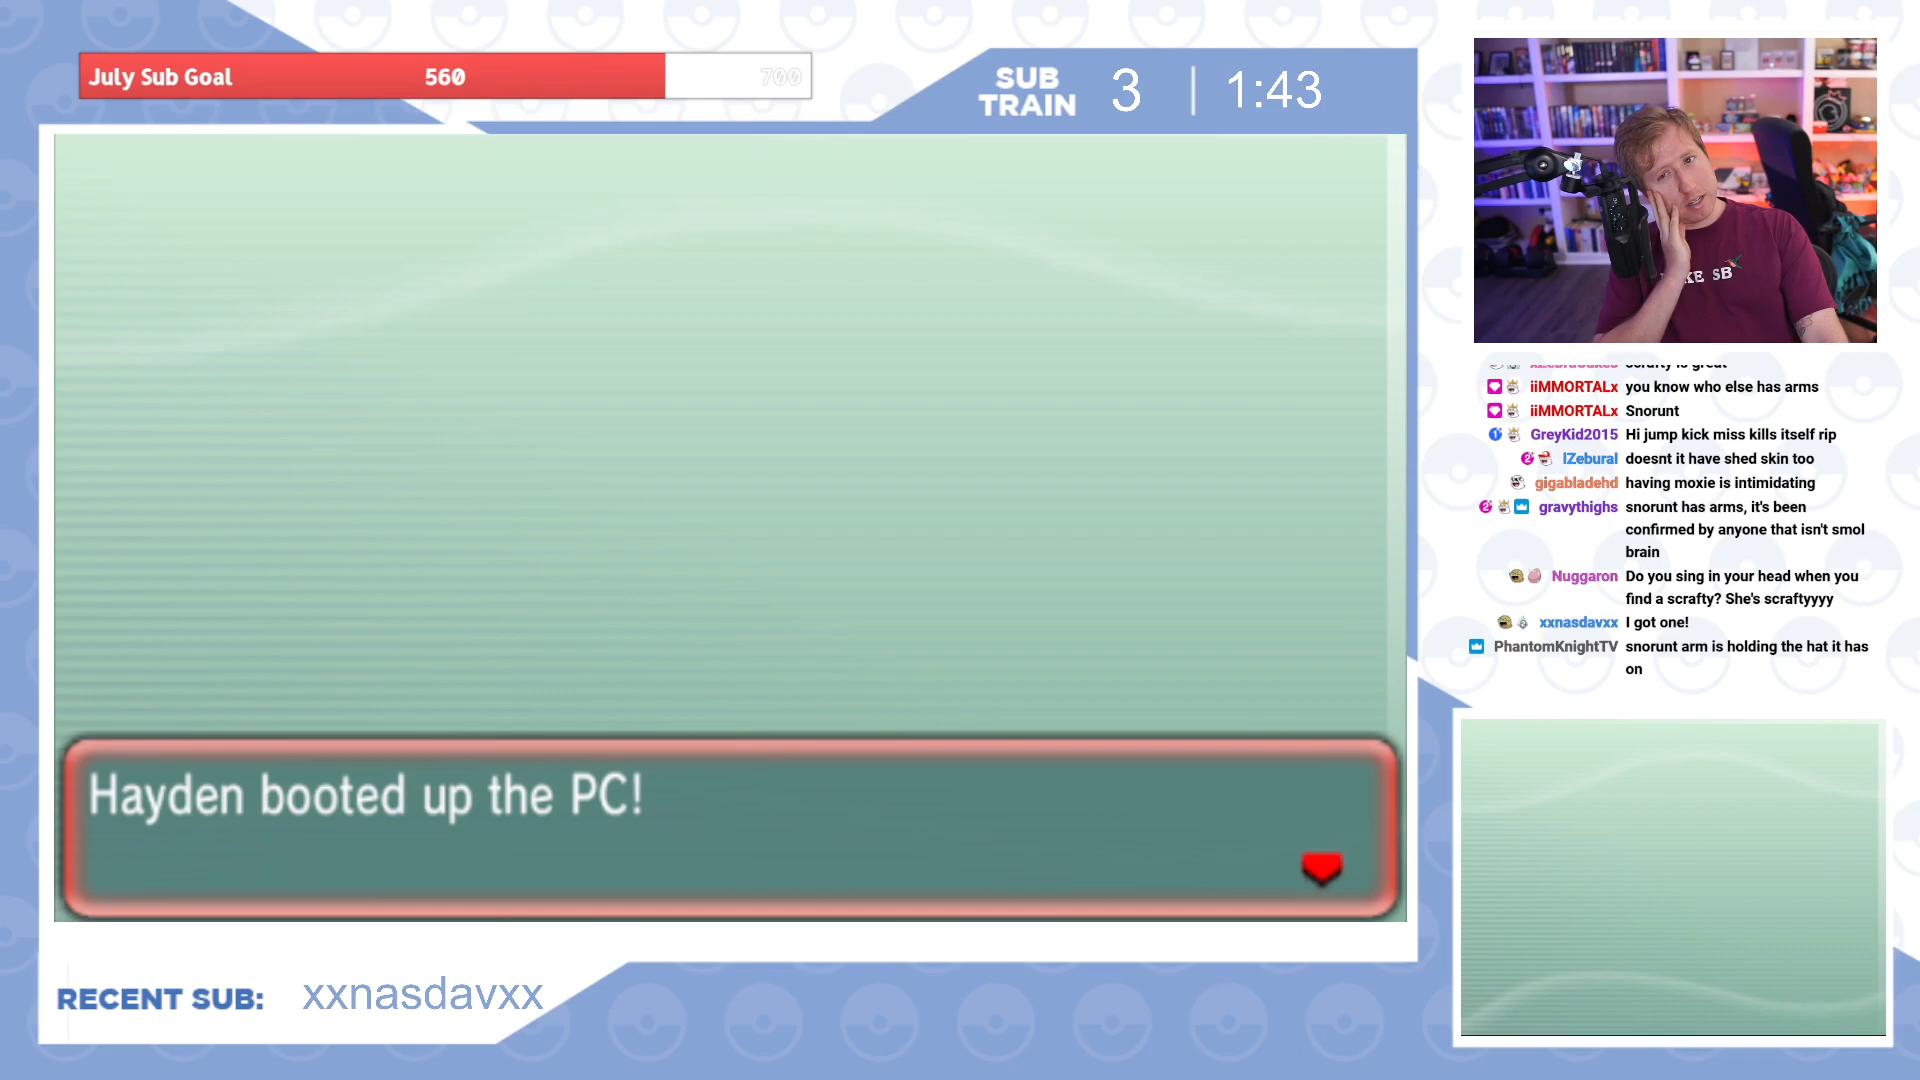 July Sub Goal 560 700
SUB TRAIN 3 1:43
Hayden booted up the PC!
RECENT SUB: xxnasdavxx
scrafty is great
iiMMORTALx you know who else has arms
iiMMORTALx Snorunt
GreyKid2015 Hi jump kick miss kills itself rip
lZebural doesnt it have shed skin too
gigabladehd having moxie is intimidating
gravythighs snorunt has arms, it's been
confirmed by anyone that isn't smol
brain
Nuggaron Do you sing in your head when you
find a scrafty? She's scraftyyyy
xxnasdavxx I got one!
PhantomKnightTV snorunt arm is holding the hat it has
on